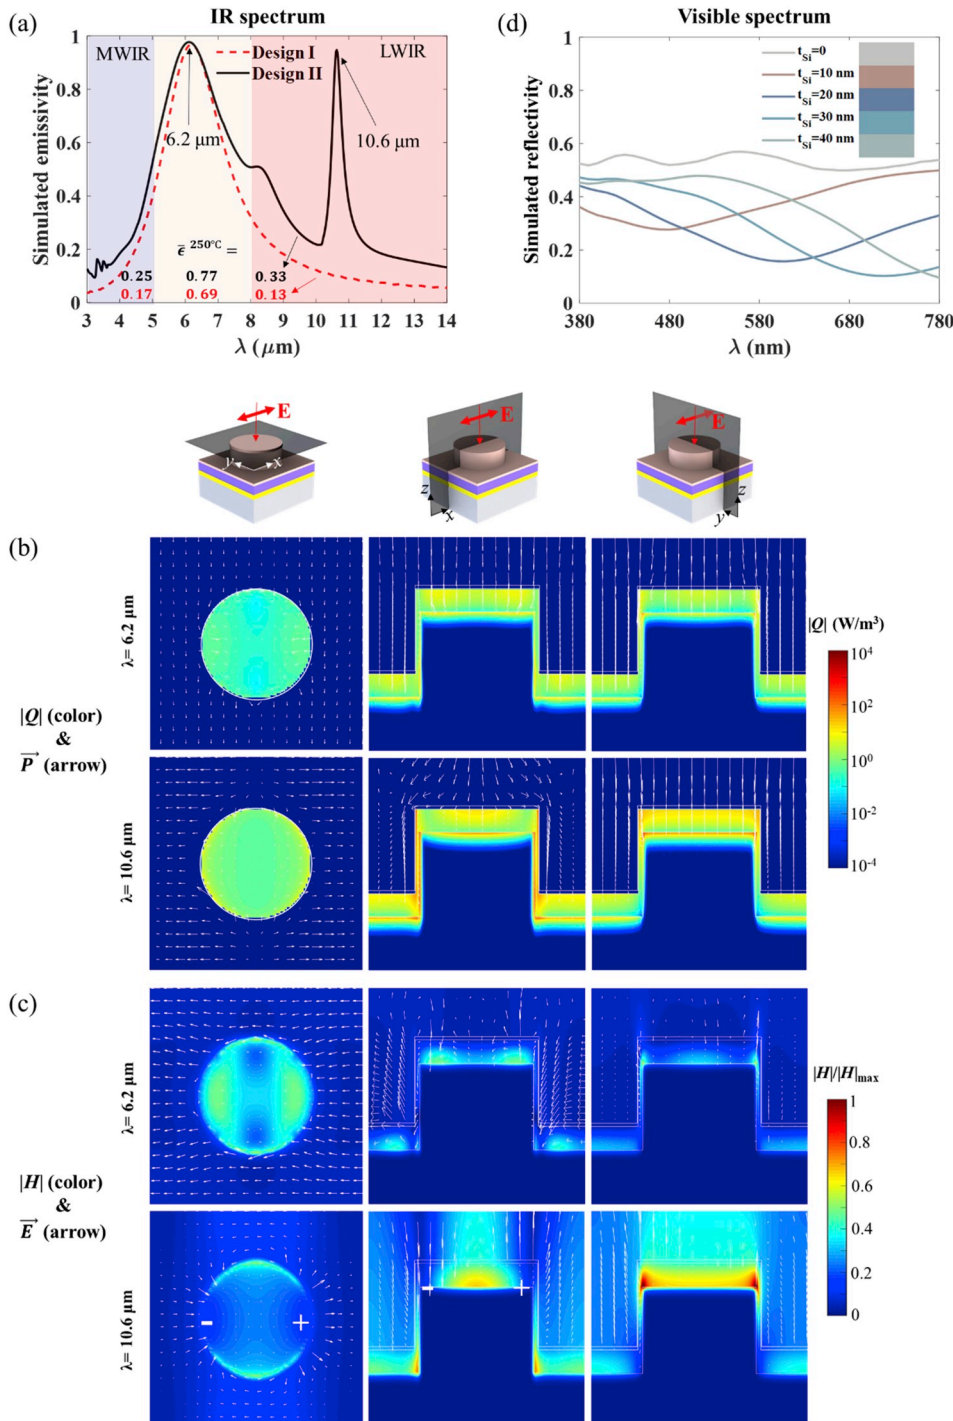 (a)
IR spectrum
MWIR
LWIR
Design I
Design II
6.2 μm
10.6 μm
ε̄ 250℃ =
0.25 0.77 0.33
0.17 0.69 0.13
Simulated emissivity
0
0.2
0.4
0.6
0.8
1
3 4 5 6 7 8 9 10 11 12 13 14
λ (μm)
(d)
Visible spectrum
t_Si=0
t_Si=10 nm
t_Si=20 nm
t_Si=30 nm
t_Si=40 nm
Simulated reflectivity
0
0.2
0.4
0.6
0.8
1
380 480 580 680 780
λ (nm)
E
y x
E
z
x
E
z
y
(b)
λ= 6.2 μm
λ= 10.6 μm
|Q| (color)
&
P⃗ (arrow)
|Q| (W/m³)
10⁴
10²
10⁰
10⁻²
10⁻⁴
(c)
λ= 6.2 μm
λ= 10.6 μm
|H| (color)
&
E⃗ (arrow)
- +
- +
|H|/|H|max
1
0.8
0.6
0.4
0.2
0